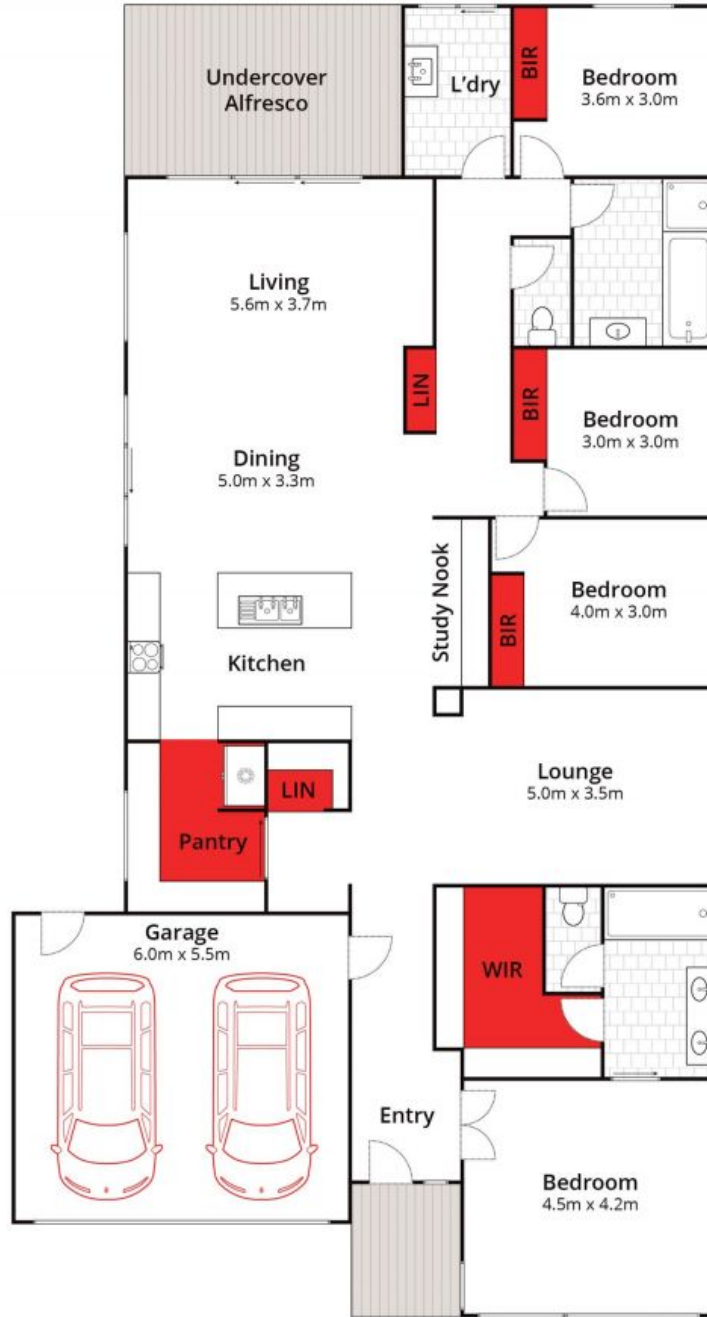 Undercover
Alfresco
L'dry
BIR
Bedroom
3.6m x 3.0m
Living
5.6m x 3.7m
LIN
BIR
Bedroom
3.0m x 3.0m
Dining
5.0m x 3.3m
Study Nook
BIR
Bedroom
4.0m x 3.0m
Kitchen
Lounge
5.0m x 3.5m
LIN
Pantry
Garage
6.0m x 5.5m
WIR
Entry
Bedroom
4.5m x 4.2m